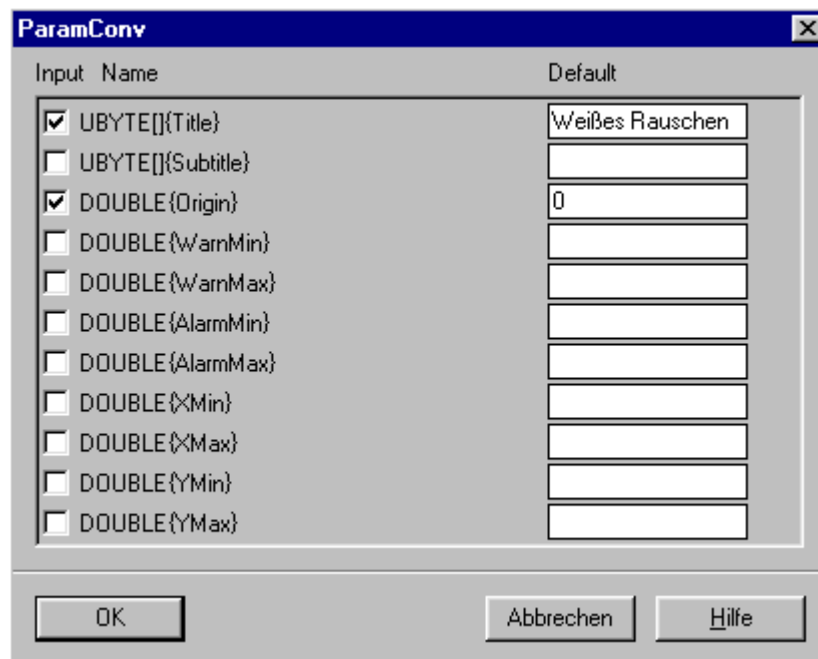 ParamConv
Input Name Default
UBYTE[]{Title} Weißes Rauschen
UBYTE[]{Subtitle}
DOUBLE{Origin} 0
DOUBLE{WarnMin}
DOUBLE{WarnMax}
DOUBLE{AlarmMin}
DOUBLE{AlarmMax}
DOUBLE{XMin}
DOUBLE{XMax}
DOUBLE{YMin}
DOUBLE{YMax}
OK Abbrechen Hilfe